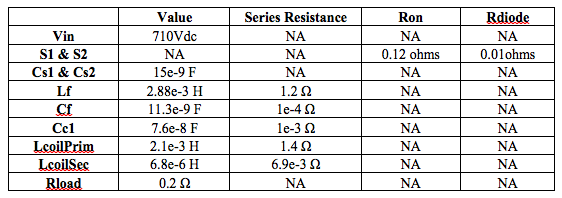 Value Series Resistance Ron Rdiode
Vin 710Vdc NA NA NA
S1 & S2 NA NA 0.12 ohms 0.01ohms
Cs1 & Cs2 15e-9 F NA NA NA
Lf 2.88e-3 H 1.2 Ω NA NA
Cf 11.3e-9 F 1e-4 Ω NA NA
Cc1 7.6e-8 F 1e-3 Ω NA NA
LcoilPrim 2.1e-3 H 1.4 Ω NA NA
LcoilSec 6.8e-6 H 6.9e-3 Ω NA NA
Rload 0.2 Ω NA NA NA